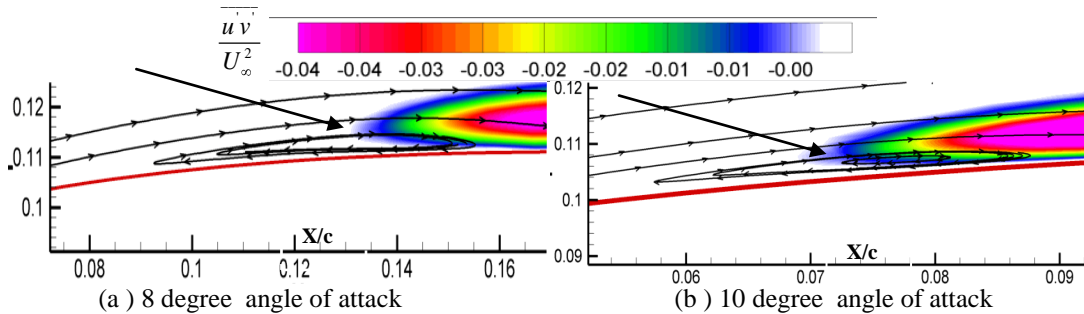 u'v'
U∞²
-0.04 -0.04 -0.03 -0.03 -0.02 -0.02 -0.01 -0.01 -0.00
0.12
0.11
0.1
0.08 0.1 0.12 0.14 0.16
X/c
(a ) 8 degree angle of attack
0.12
0.11
0.1
0.09
0.06 0.07 0.08 0.09
X/c
(b ) 10 degree angle of attack